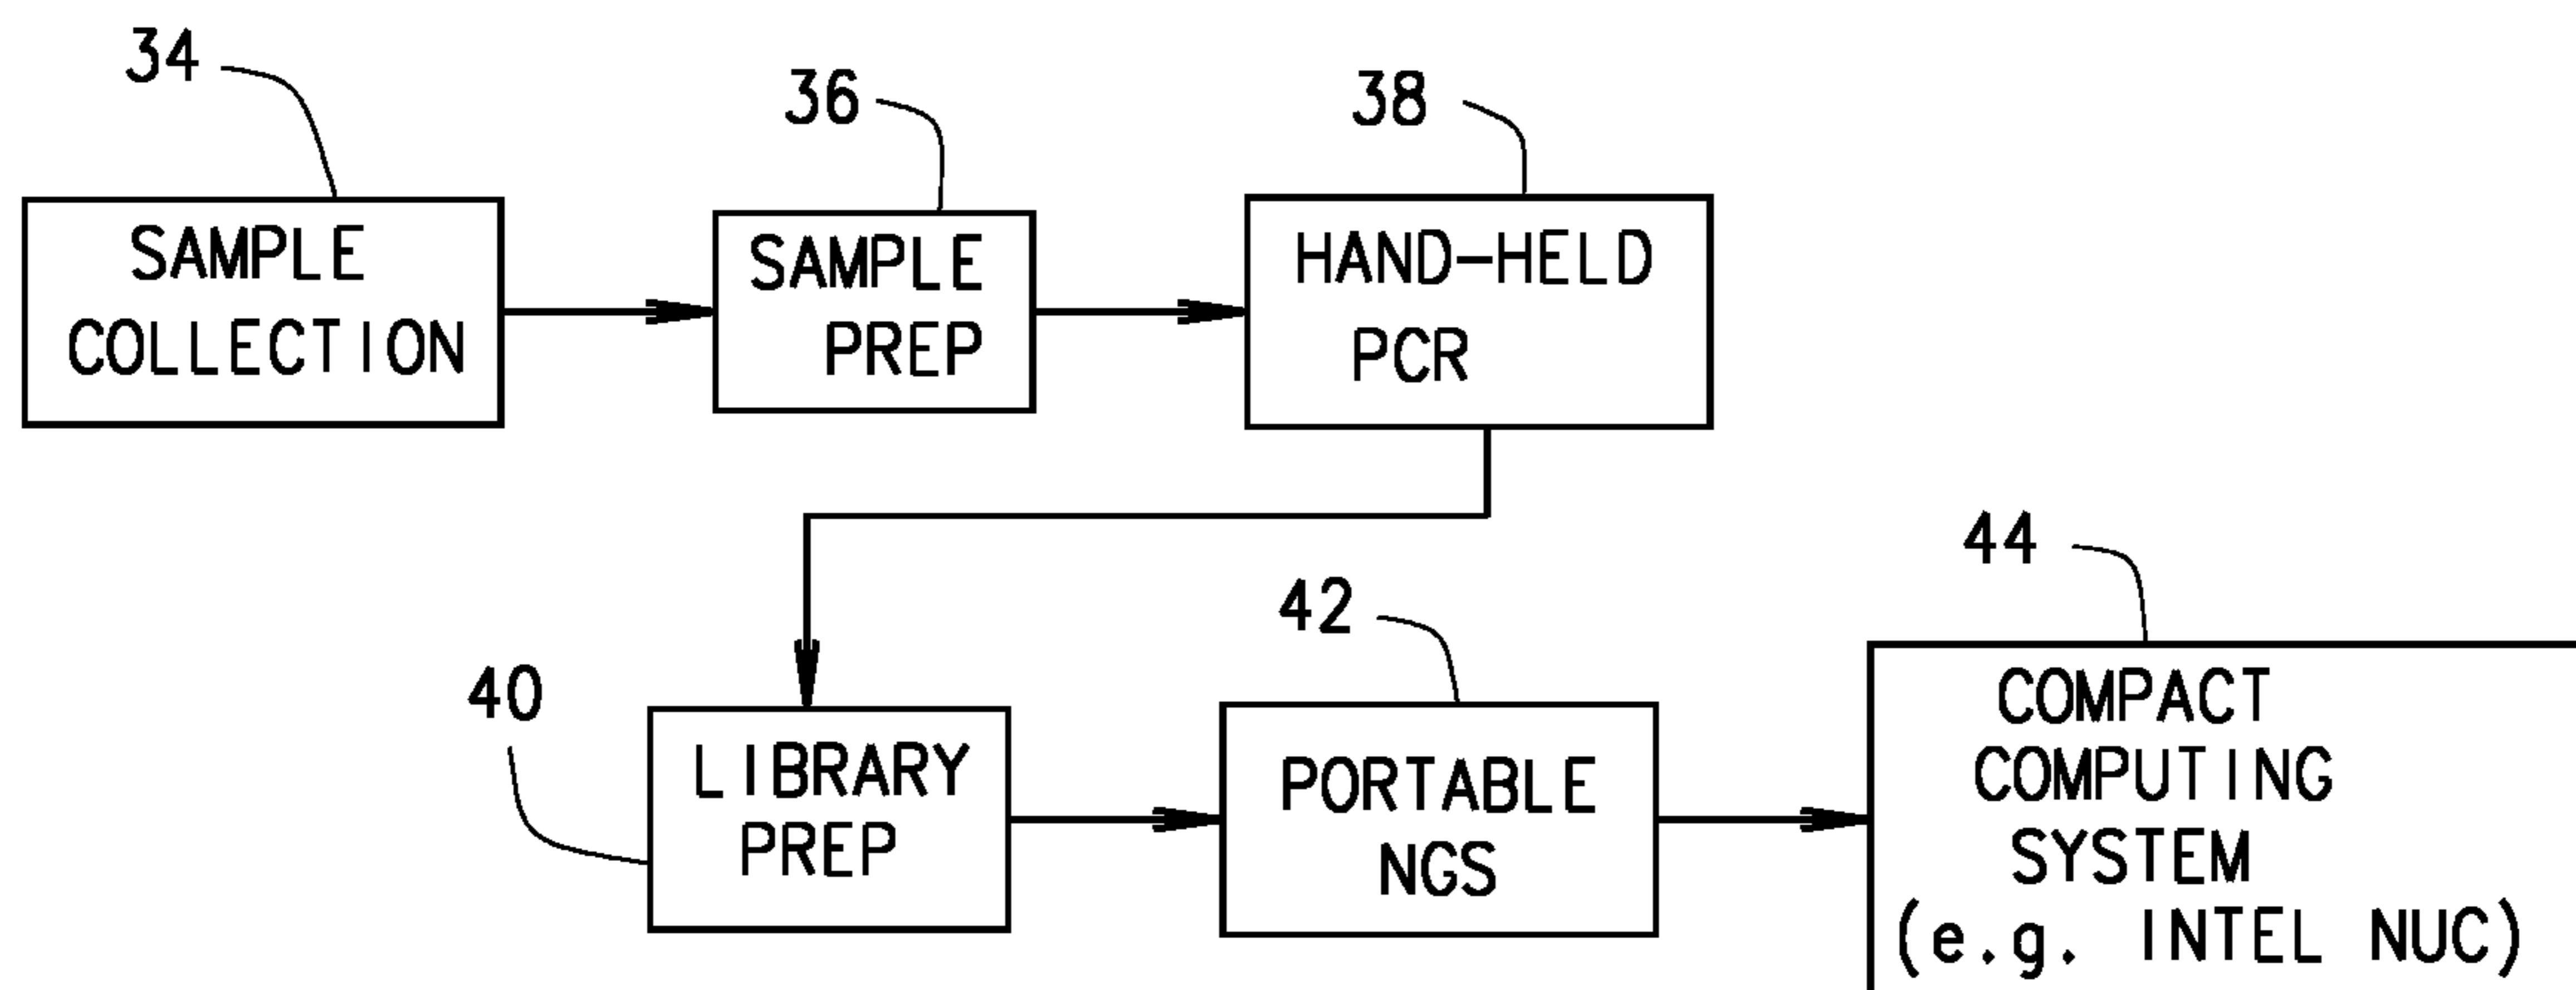 34
SAMPLE
COLLECTION
36
SAMPLE
PREP
38
HAND-HELD
PCR
40
LIBRARY
PREP
42
PORTABLE
NGS
44
COMPACT
COMPUTING
SYSTEM
(e.g. INTEL NUC)